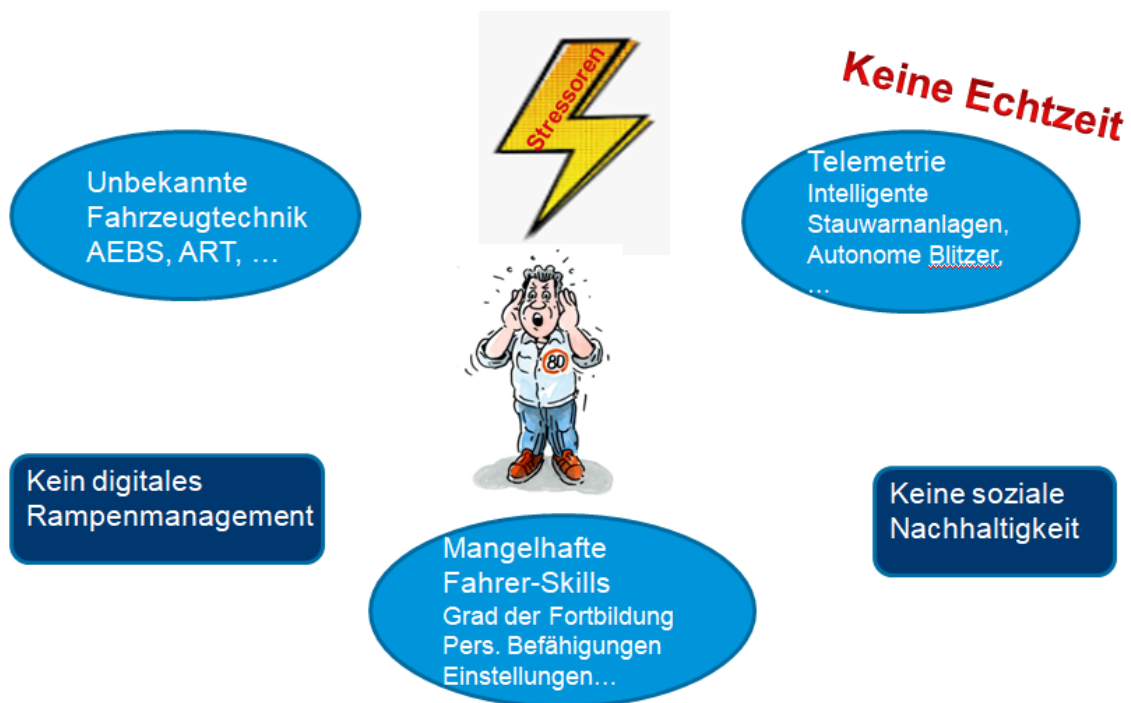 Stressoren
Keine Echtzeit
Unbekannte
Fahrzeugtechnik
AEBS, ART, …
Telemetrie
Intelligente
Stauwarnanlagen,
Autonome Blitzer,
…
80
Kein digitales
Rampenmanagement
Keine soziale
Nachhaltigkeit
Mangelhafte
Fahrer-Skills
Grad der Fortbildung
Pers. Befähigungen
Einstellungen…